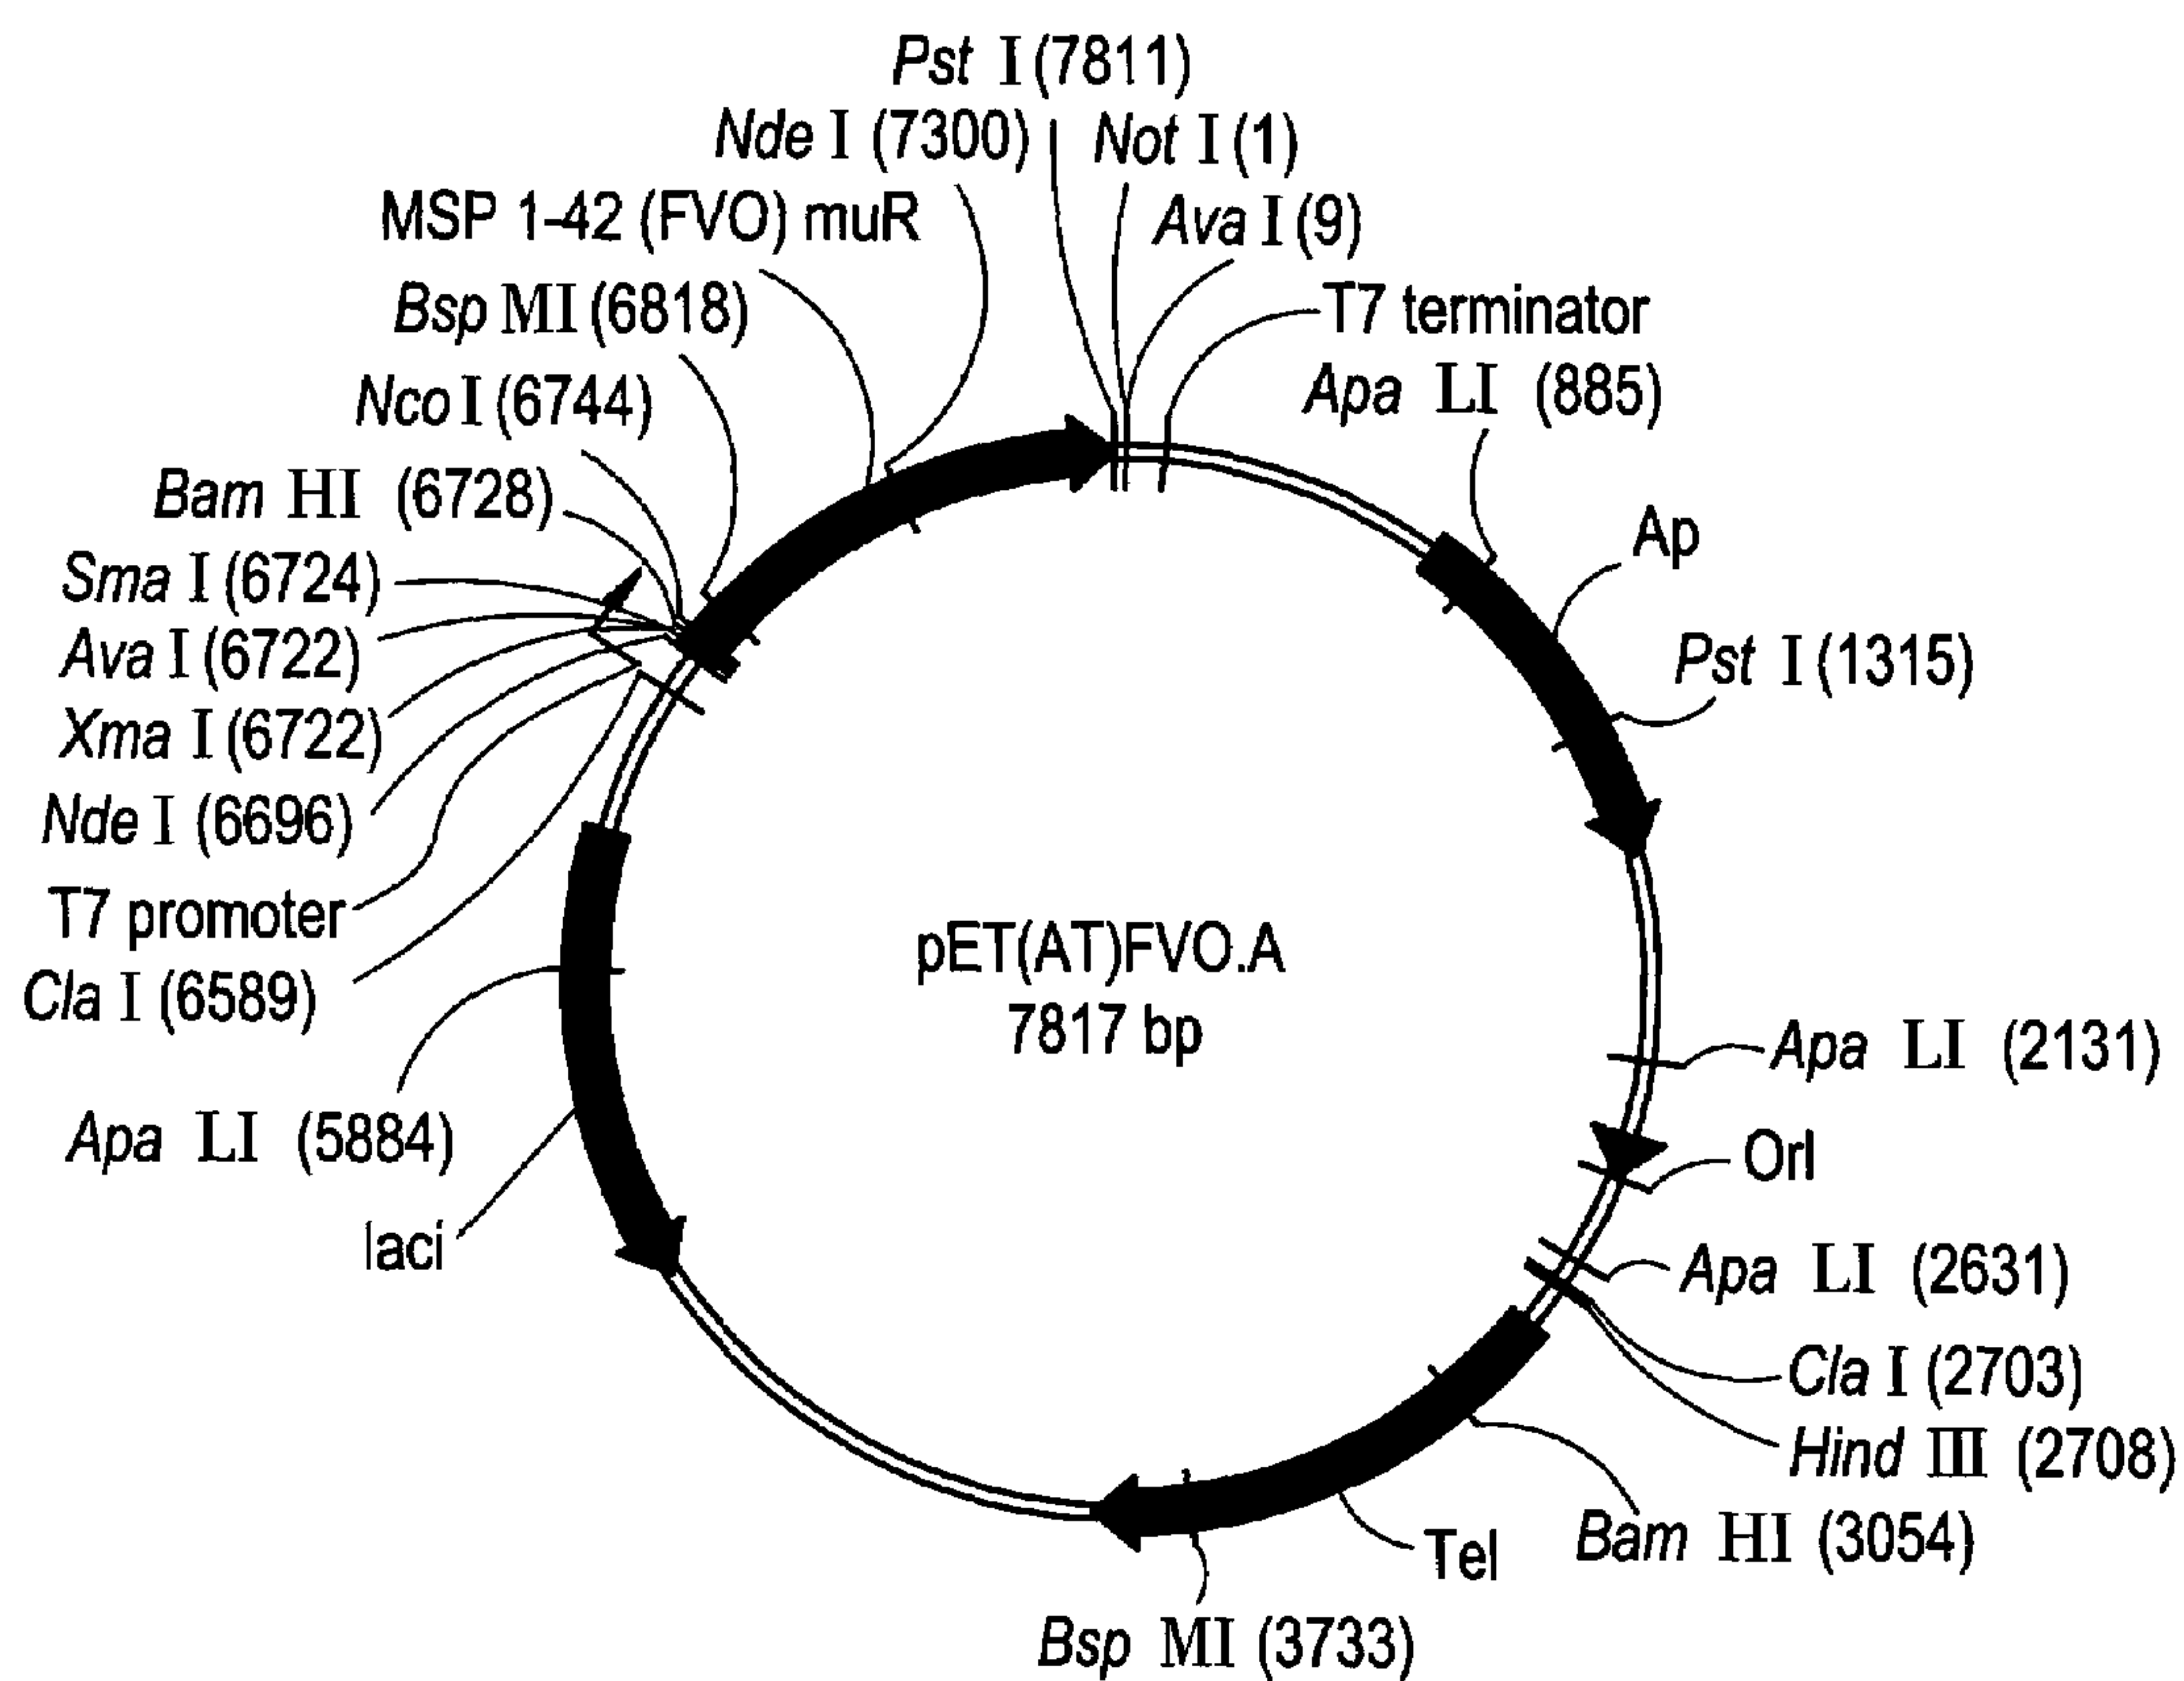 Pst I (7811)
Nde I (7300)
Not I (1)
MSP 1-42 (FVO) muR
Ava I (9)
Bsp MI (6818)
T7 terminator
Nco I (6744)
Apa LI (885)
Bam HI (6728)
Ap
Sma I (6724)
Ava I (6722)
Pst I (1315)
Xma I (6722)
Nde I (6696)
T7 promoter
pET(AT)FVO.A
7817 bp
Cla I (6589)
Apa LI (2131)
Apa LI (5884)
OrI
laci
Apa LI (2631)
Cla I (2703)
Hind III (2708)
Bam HI (3054)
Tel
Bsp MI (3733)